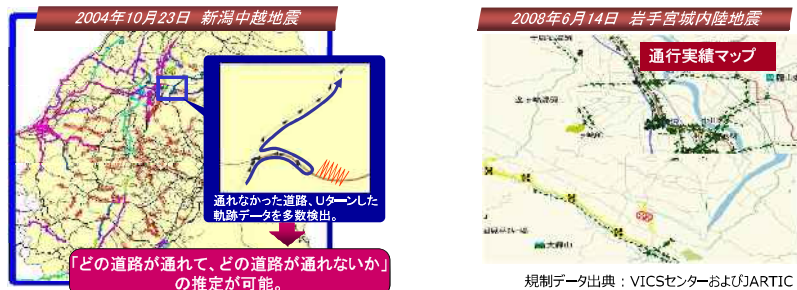 2004年10月23日 新潟中越地震
通れなかった道路、Uターンした
軌跡データを多数検出。
「どの道路が通れて、どの道路が通れないか」
の推定が可能。
2008年6月14日 岩手宮城内陸地震
通行実績マップ
規制データ出典：VICSセンターおよびJARTIC